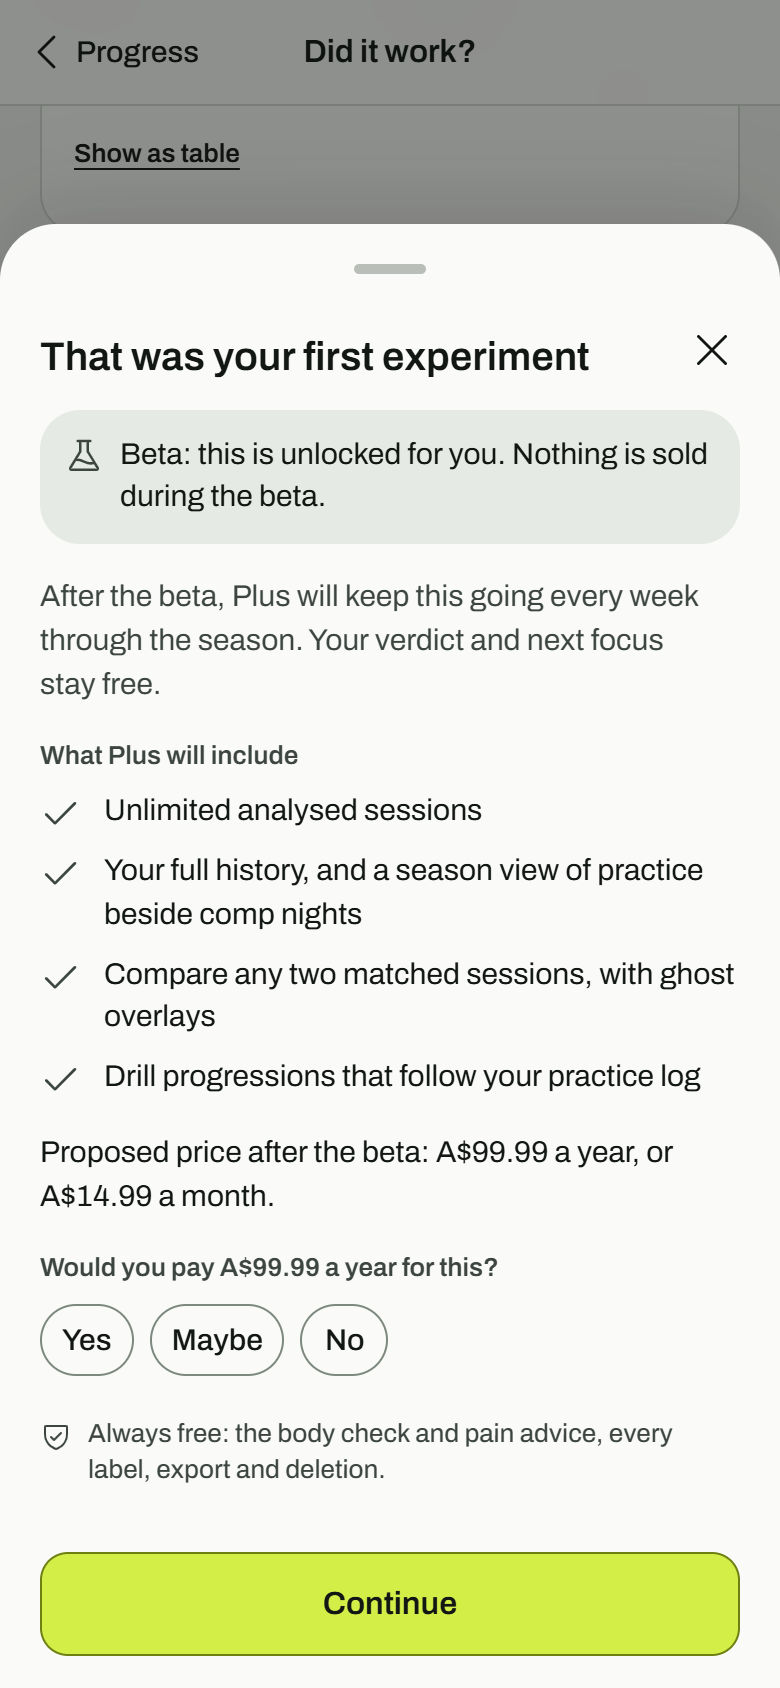 Progress
Did it work?
Show as table
That was your first experiment
Beta: this is unlocked for you. Nothing is sold
during the beta.
After the beta, Plus will keep this going every week
through the season. Your verdict and next focus
stay free.
What Plus will include
Unlimited analysed sessions
Your full history, and a season view of practice
beside comp nights
Compare any two matched sessions, with ghost
overlays
Drill progressions that follow your practice log
Proposed price after the beta: A$99.99 a year, or
A$14.99 a month.
Would you pay A$99.99 a year for this?
Yes
Maybe
No
Always free: the body check and pain advice, every
label, export and deletion.
Continue